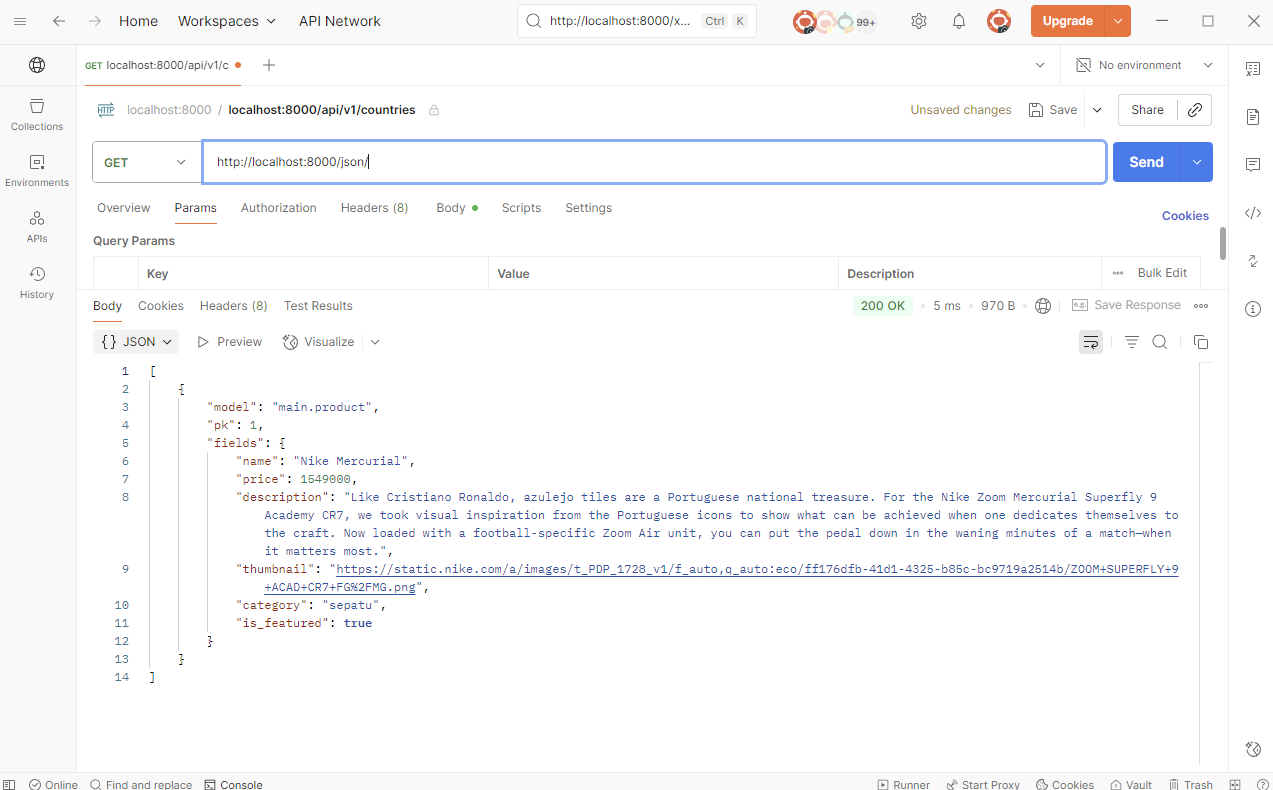 Home Workspaces API Network http://localhost:8000/x... Ctrl K 99+ Upgrade
GET localhost:8000/api/v1/c No environment
Collections
Environments
APIs
History
HTTP localhost:8000 / localhost:8000/api/v1/countries Unsaved changes Save Share
GET http://localhost:8000/json/ Send
Overview Params Authorization Headers (8) Body Scripts Settings Cookies
Query Params
Key Value Description Bulk Edit
Body Cookies Headers (8) Test Results 200 OK 5 ms 970 B e.g. Save Response
{} JSON Preview Visualize
1 [
2 {
3 "model": "main.product",
4 "pk": 1,
5 "fields": {
6 "name": "Nike Mercurial",
7 "price": 1549000,
8 "description": "Like Cristiano Ronaldo, azulejo tiles are a Portuguese national treasure. For the Nike Zoom Mercurial Superfly 9
Academy CR7, we took visual inspiration from the Portuguese icons to show what can be achieved when one dedicates themselves to
the craft. Now loaded with a football-specific Zoom Air unit, you can put the pedal down in the waning minutes of a match—when
it matters most.",
9 "thumbnail": "https://static.nike.com/a/images/t_PDP_1728_v1/f_auto,q_auto:eco/ff176dfb-41d1-4325-b85c-bc9719a2514b/ZOOM+SUPERFLY+9
+ACAD+CR7+FG%2FMG.png",
10 "category": "sepatu",
11 "is_featured": true
12 }
13 }
14 ]
Online Find and replace Console Runner Start Proxy Cookies Vault Trash